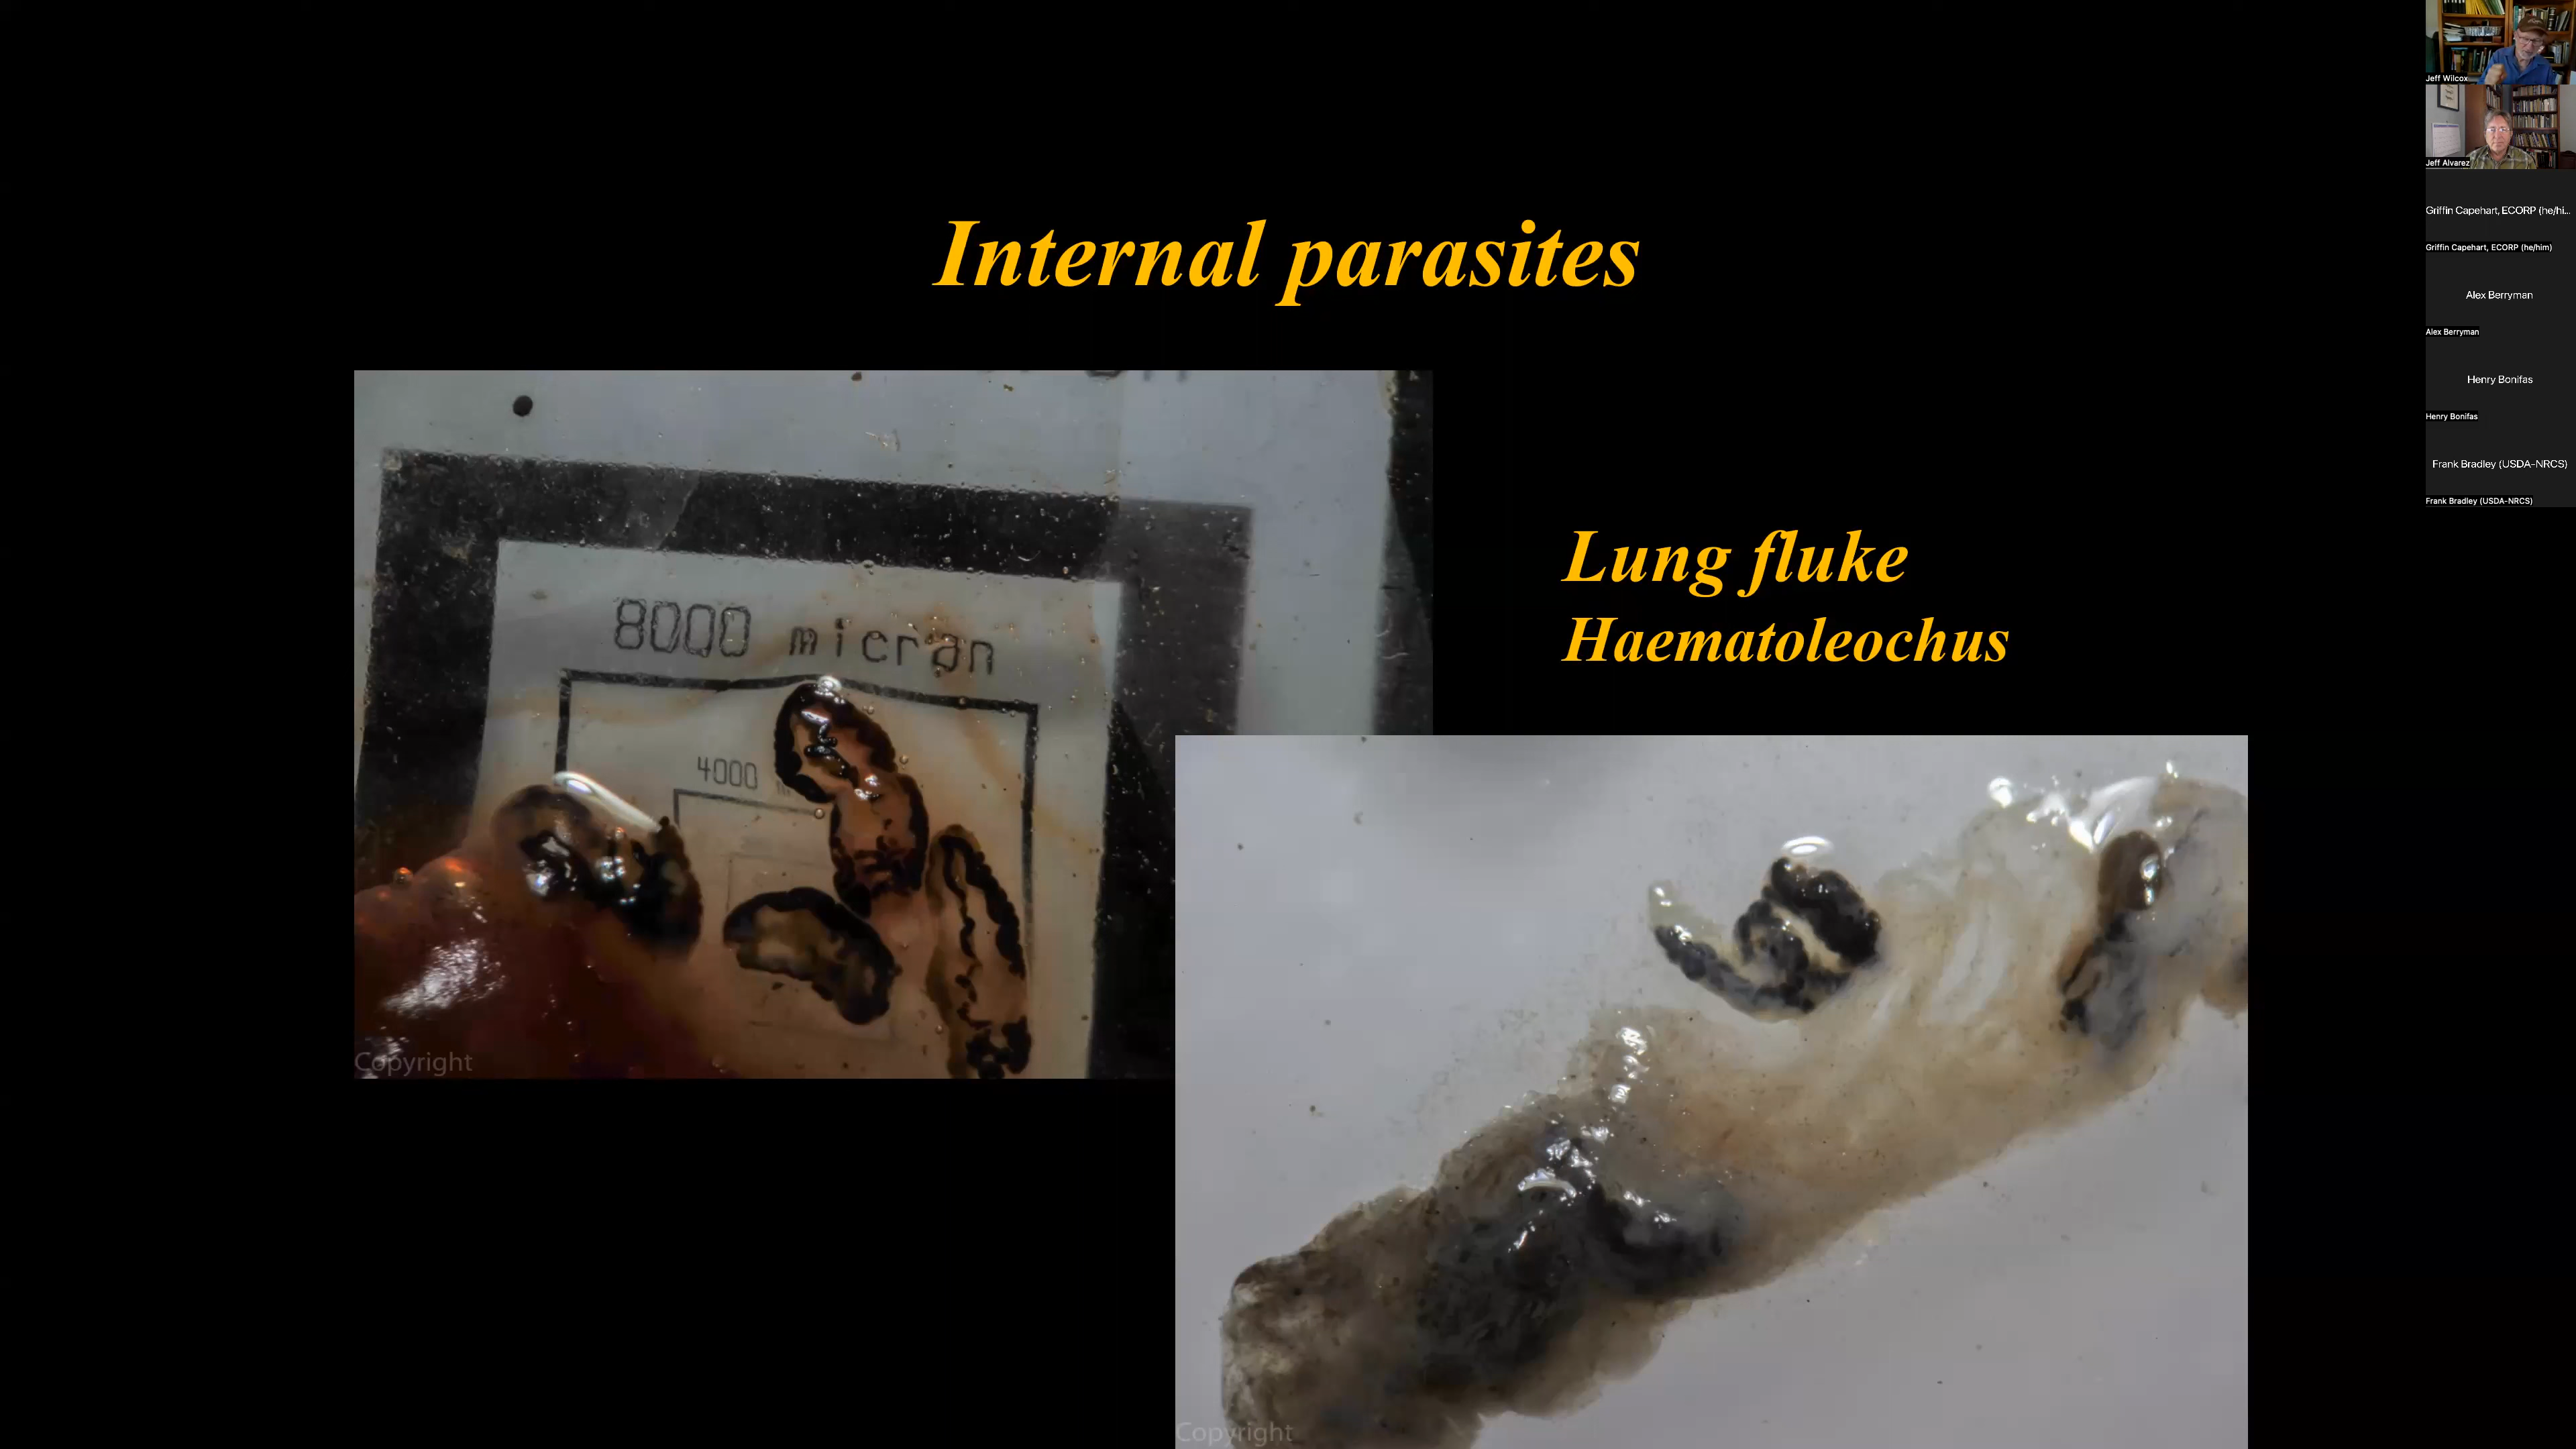 Internal parasites
Lung fluke
Haematoleochus
8000 micron
4000
Copyright
Copyright
Jeff Wilcox
Jeff Alvarez
Griffin Capehart, ECORP (he/hi...
Griffin Capehart, ECORP (he/him)
Alex Berryman
Alex Berryman
Henry Bonifas
Henry Bonifas
Frank Bradley (USDA-NRCS)
Frank Bradley (USDA-NRCS)